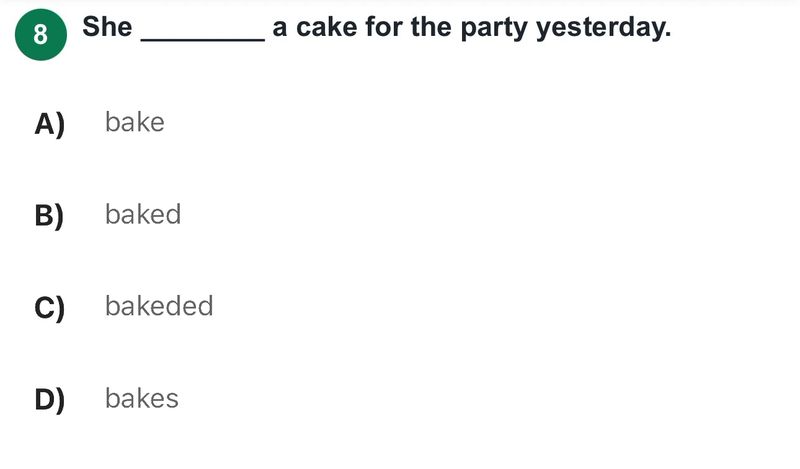 8 She ________ a cake for the party yesterday.
A) bake
B) baked
C) bakeded
D) bakes